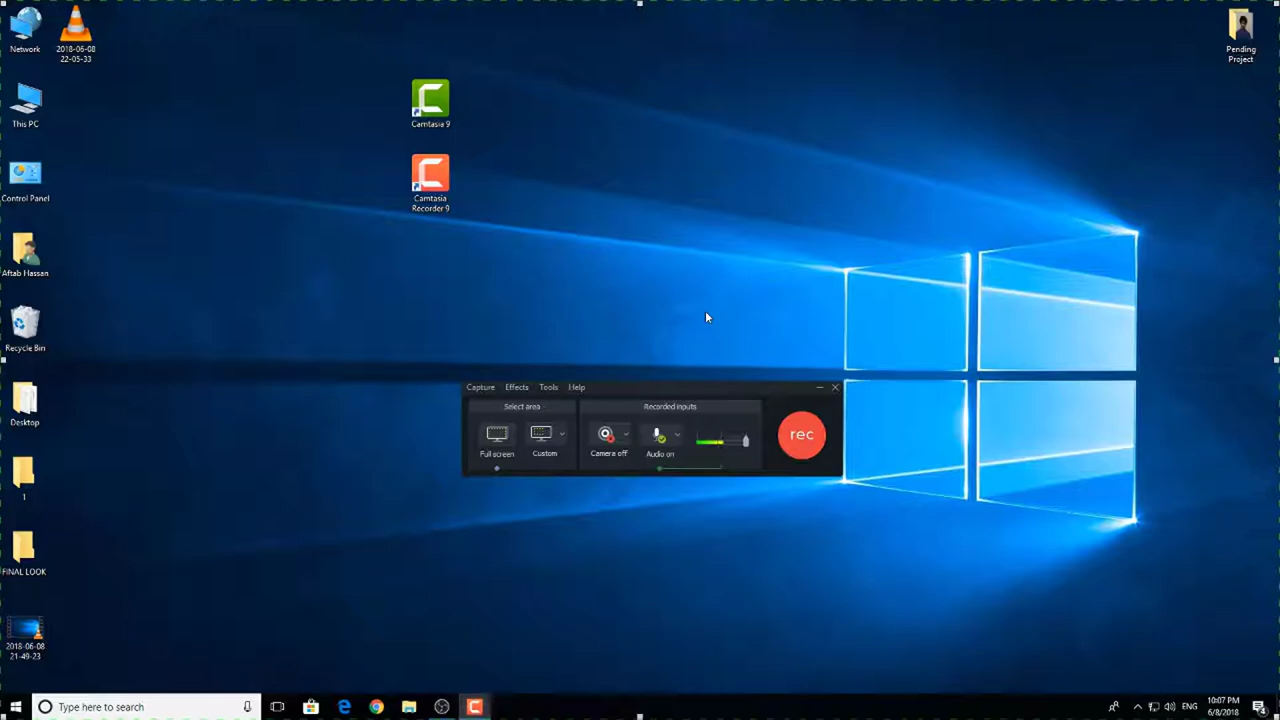 Network
2018-06-08
22-05-33
Pending
Project
This PC
Camtasia 9
Control Panel
Camtasia
Recorder 9
Aftab Hassan
Recycle Bin
Capture Effects Tools Help
Select area
Recorded inputs
rec
Full screen
Custom
Camera off
Audio on
Desktop
1
FINAL LOOK
2018-06-08
21-49-23
Type here to search
ENG
10:07 PM
6/8/2018
4